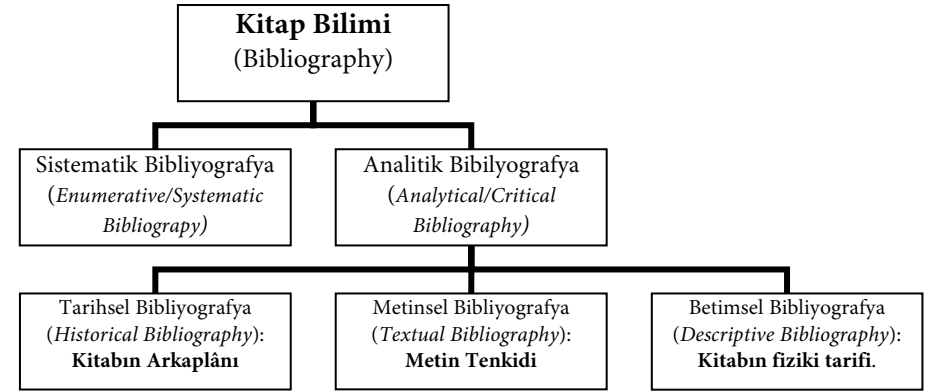 Kitap Bilimi
(Bibliography)
Sistematik Bibliyografya
(Enumerative/Systematic
Bibliograpy)
Analitik Bibilyografya
(Analytical/Critical
Bibliography)
Tarihsel Bibliyografya
(Historical Bibliography):
Kitabın Arkaplânı
Metinsel Bibliyografya
(Textual Bibliography):
Metin Tenkidi
Betimsel Bibliyografya
(Descriptive Bibliography):
Kitabın fiziki tarifi.